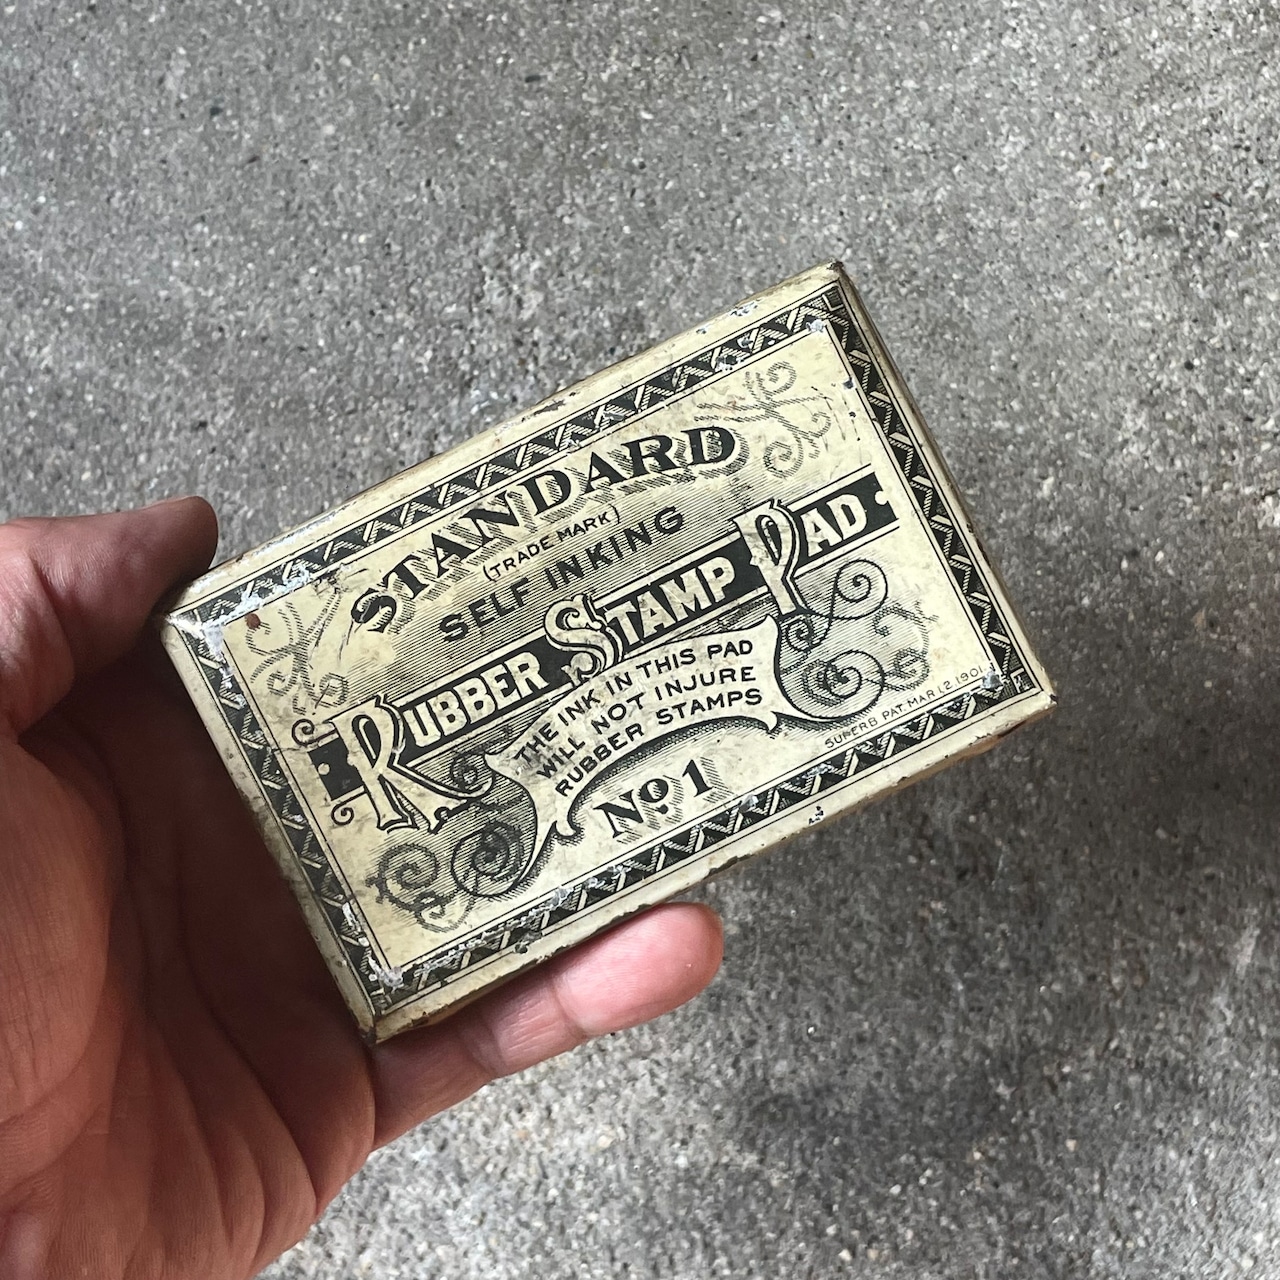 STANDARD
(TRADE MARK)
SELF INKING
RUBBER STAMP PAD
THE INK IN THIS PAD
WILL NOT INJURE
RUBBER STAMPS
No 1
SUPERB PAT. MAR. 12. 1901.